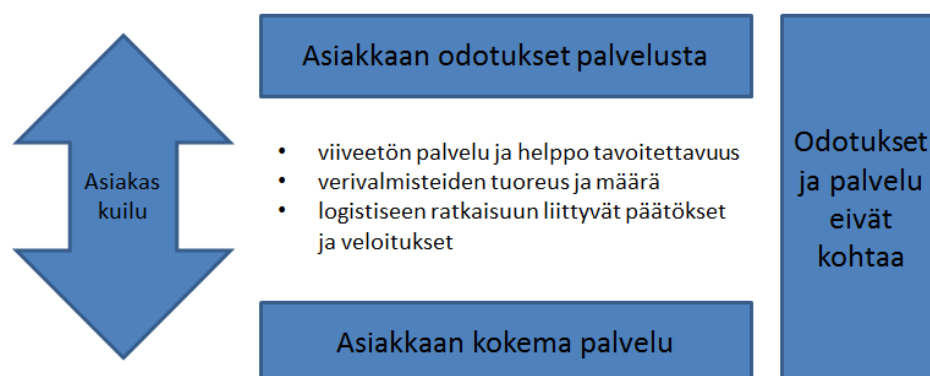 Asiakkaan odotukset palvelusta
Asiakas
kuilu
• viiveetön palvelu ja helppo tavoitettavuus
• verivalmisteiden tuoreus ja määrä
• logistiseen ratkaisuun liittyvät päätökset
ja veloitukset
Asiakkaan kokema palvelu
Odotukset
ja palvelu
eivät
kohtaa